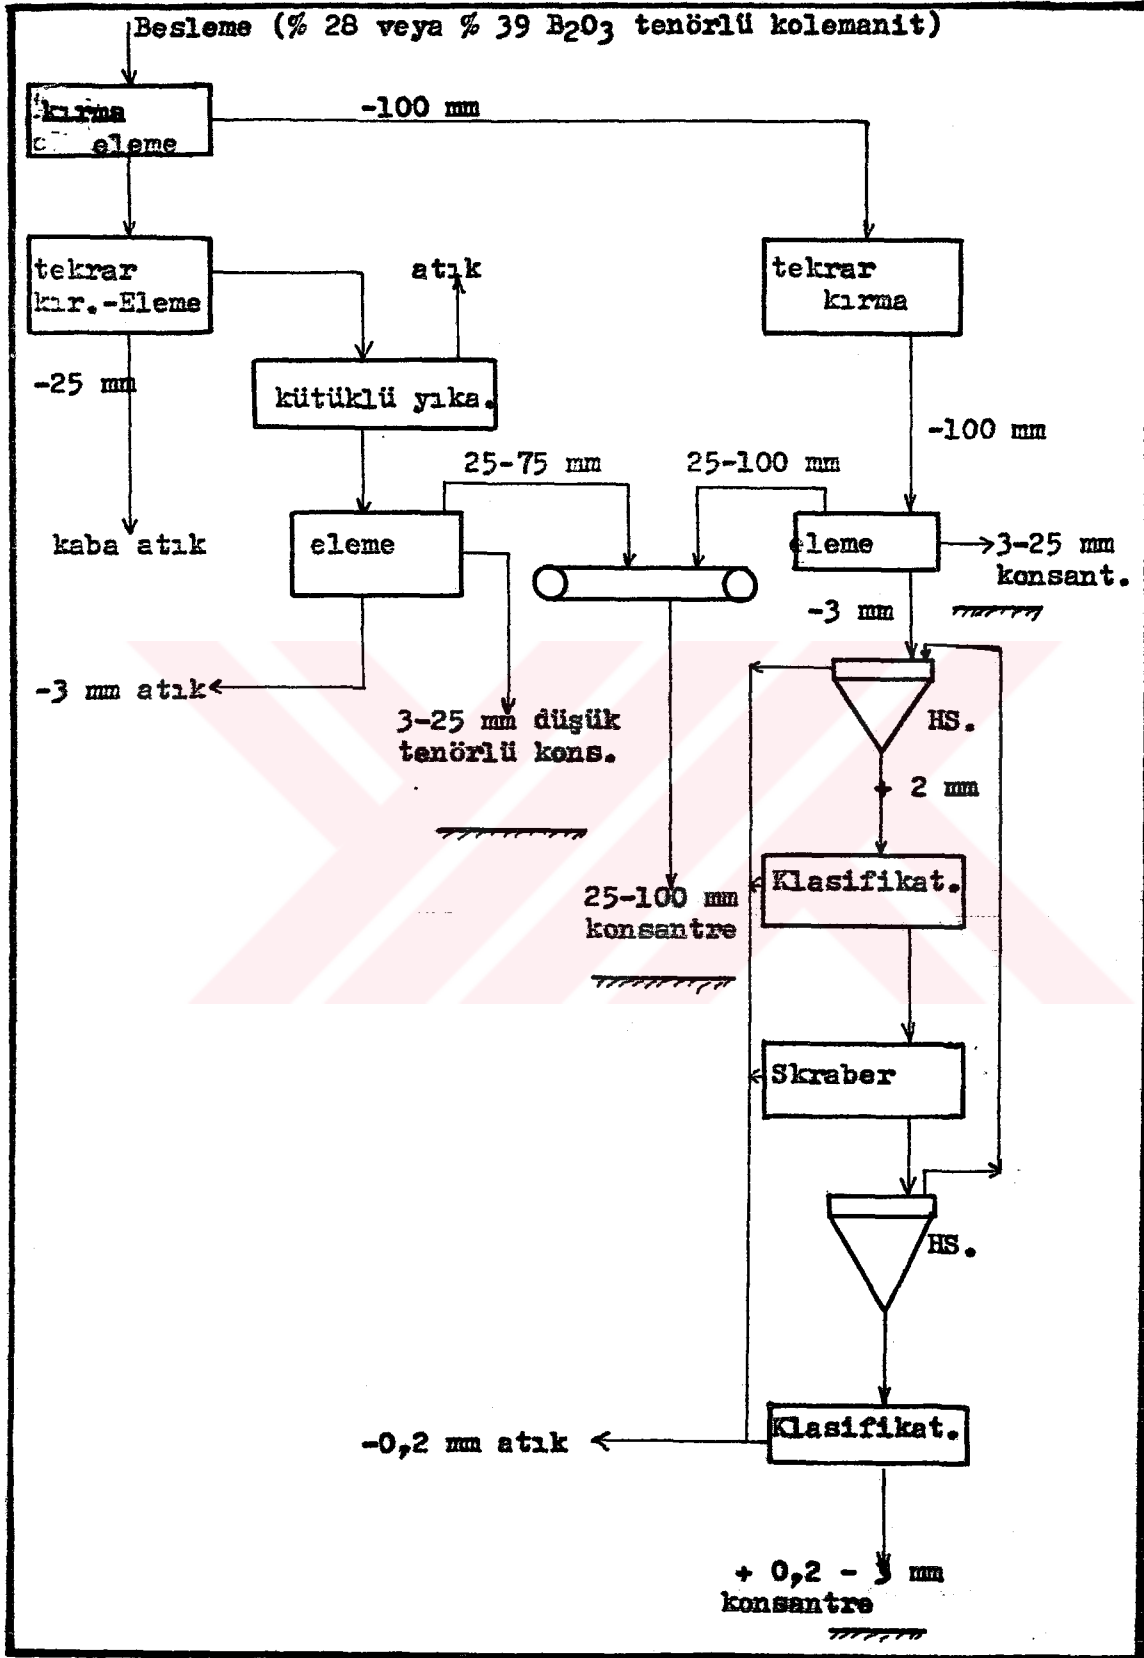 Besleme (% 28 veya % 39 B₂O₃ tenörlü kolemanit)
kırma
eleme
-100 mm
tekrar
kır.-Eleme
atık
tekrar
kırma
-25 mm
kütüklü yıka.
-100 mm
25-75 mm
25-100 mm
kaba atık
eleme
eleme
3-25 mm
konsant.
-3 mm
-3 mm atık
3-25 mm düşük
tenörlü kons.
HS.
+ 2 mm
Klasifikat.
25-100 mm
konsantre
Skraber
HS.
Klasifikat.
-0,2 mm atık
+ 0,2 - 3 mm
konsantre